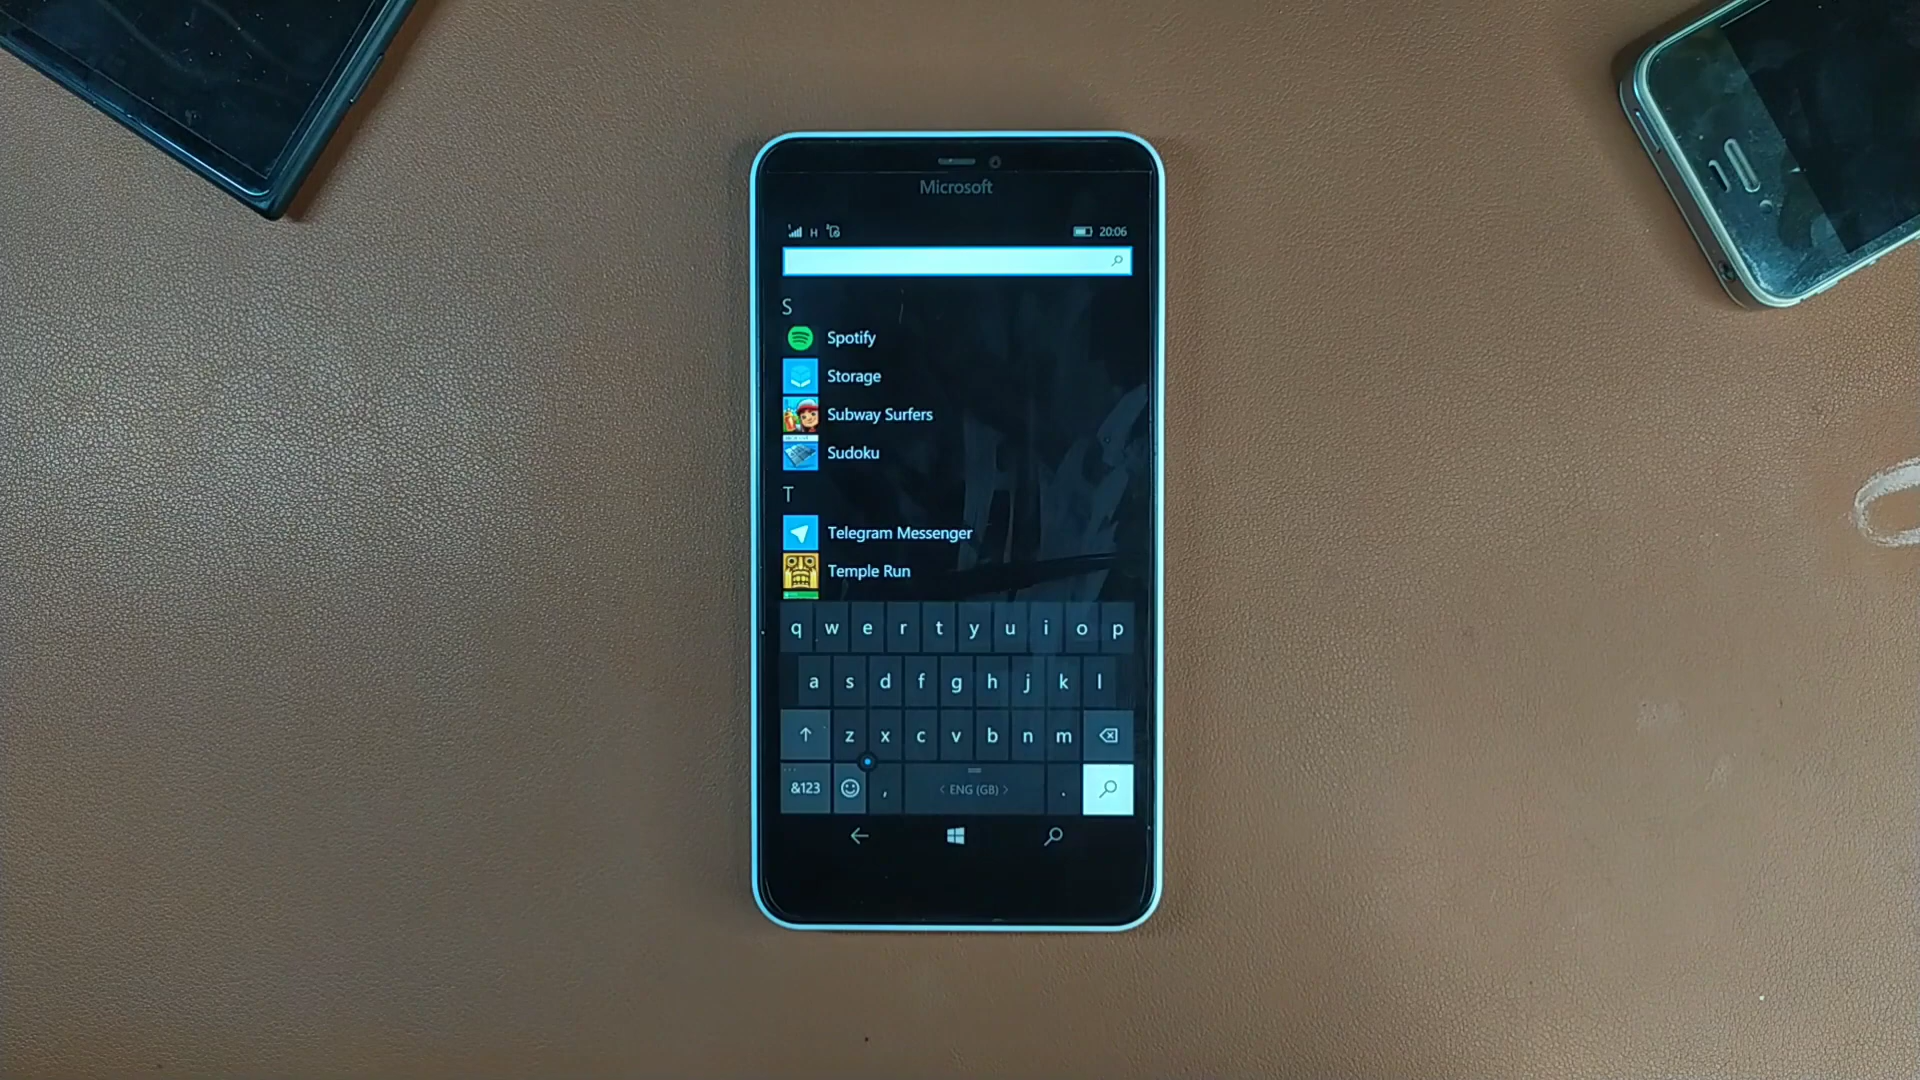 Microsoft
H 20:06
S
Spotify
Storage
Subway Surfers
Sudoku
T
Telegram Messenger
Temple Run
q w e r t y u i o p
a s d f g h j k l
z x c v b n m
&123 , ENG (GB) .